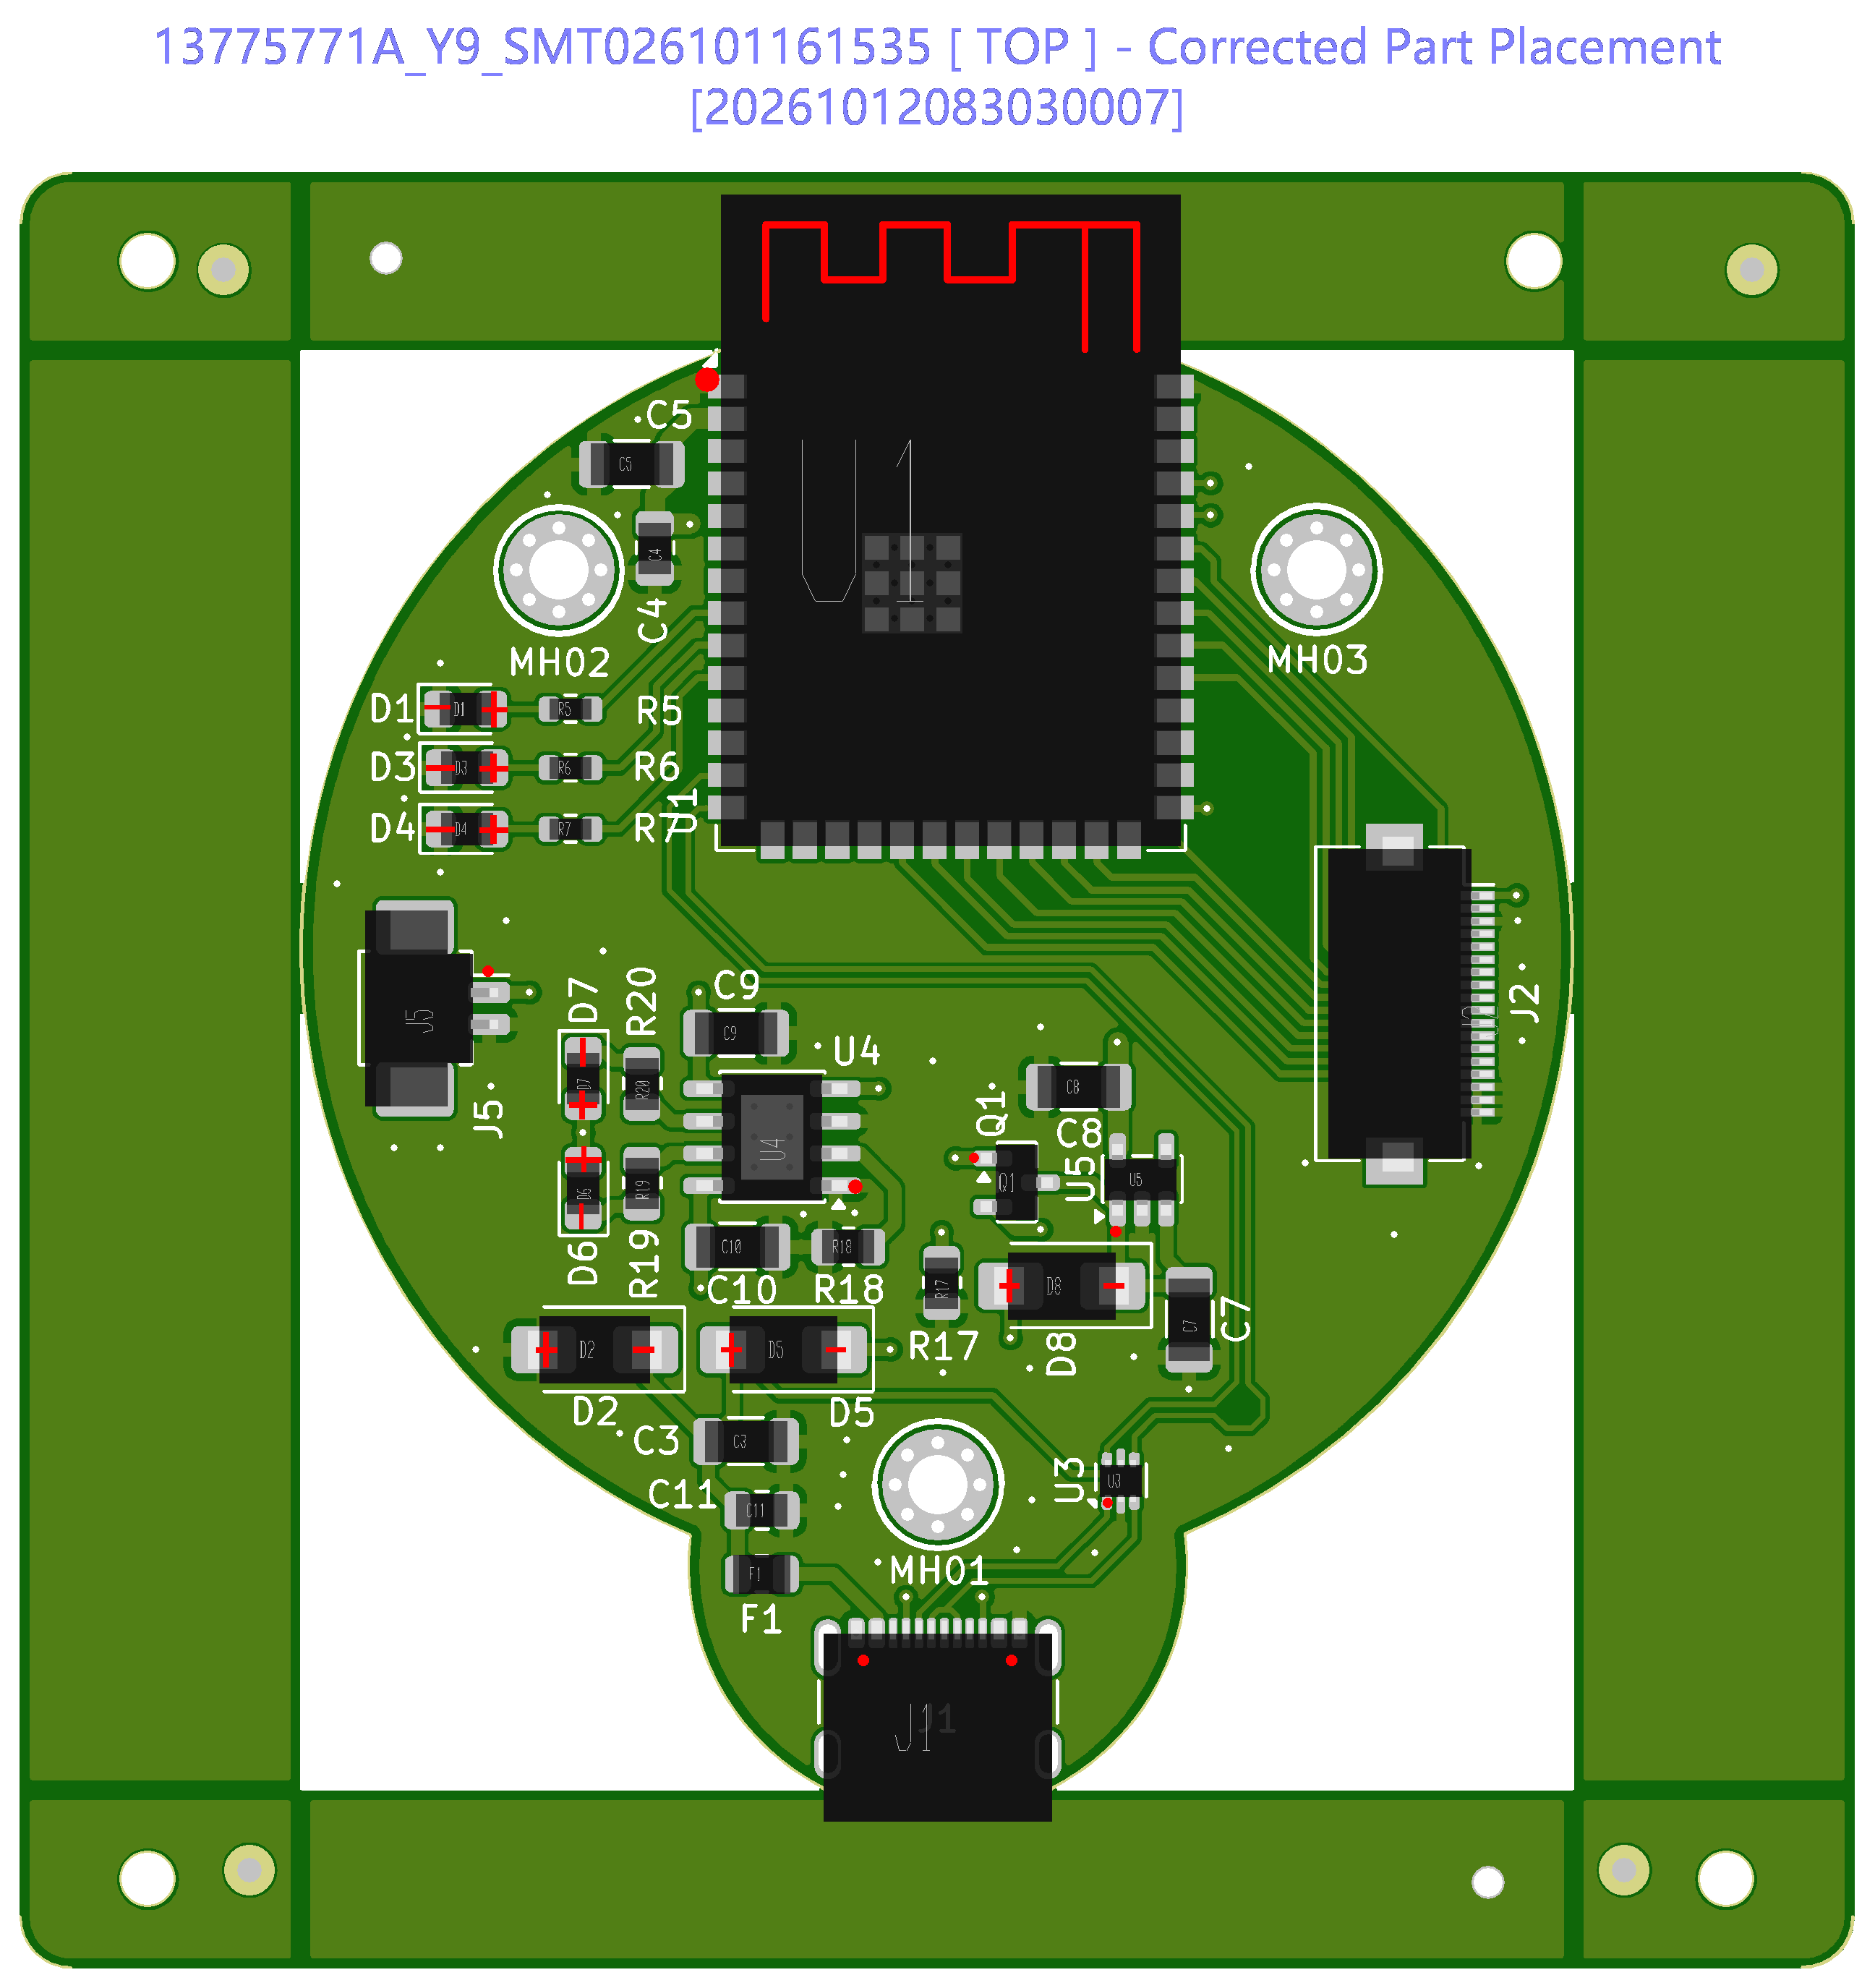 13775771A_Y9_SMT026101161535 [ TOP ] - Corrected Part Placement
[20261012083030007]
C5
C5
U1
C4
C4
MH02
MH03
D1
D1
R5
R5
D3
D3
R6
R6
D4
D4
R7
R7
U1
J5
J5
J2
D7
D7
R20
R20
C9
C9
U4
U4
Q1
Q1
C8
C8
U5
U5
D6
D6
R19
R19
C10
C10
R18
R18
R17
R17
D8
D8
C7
C7
D2
D2
D5
D5
C3
C3
C11
C11
U3
U3
F1
F1
MH01
J1
J1